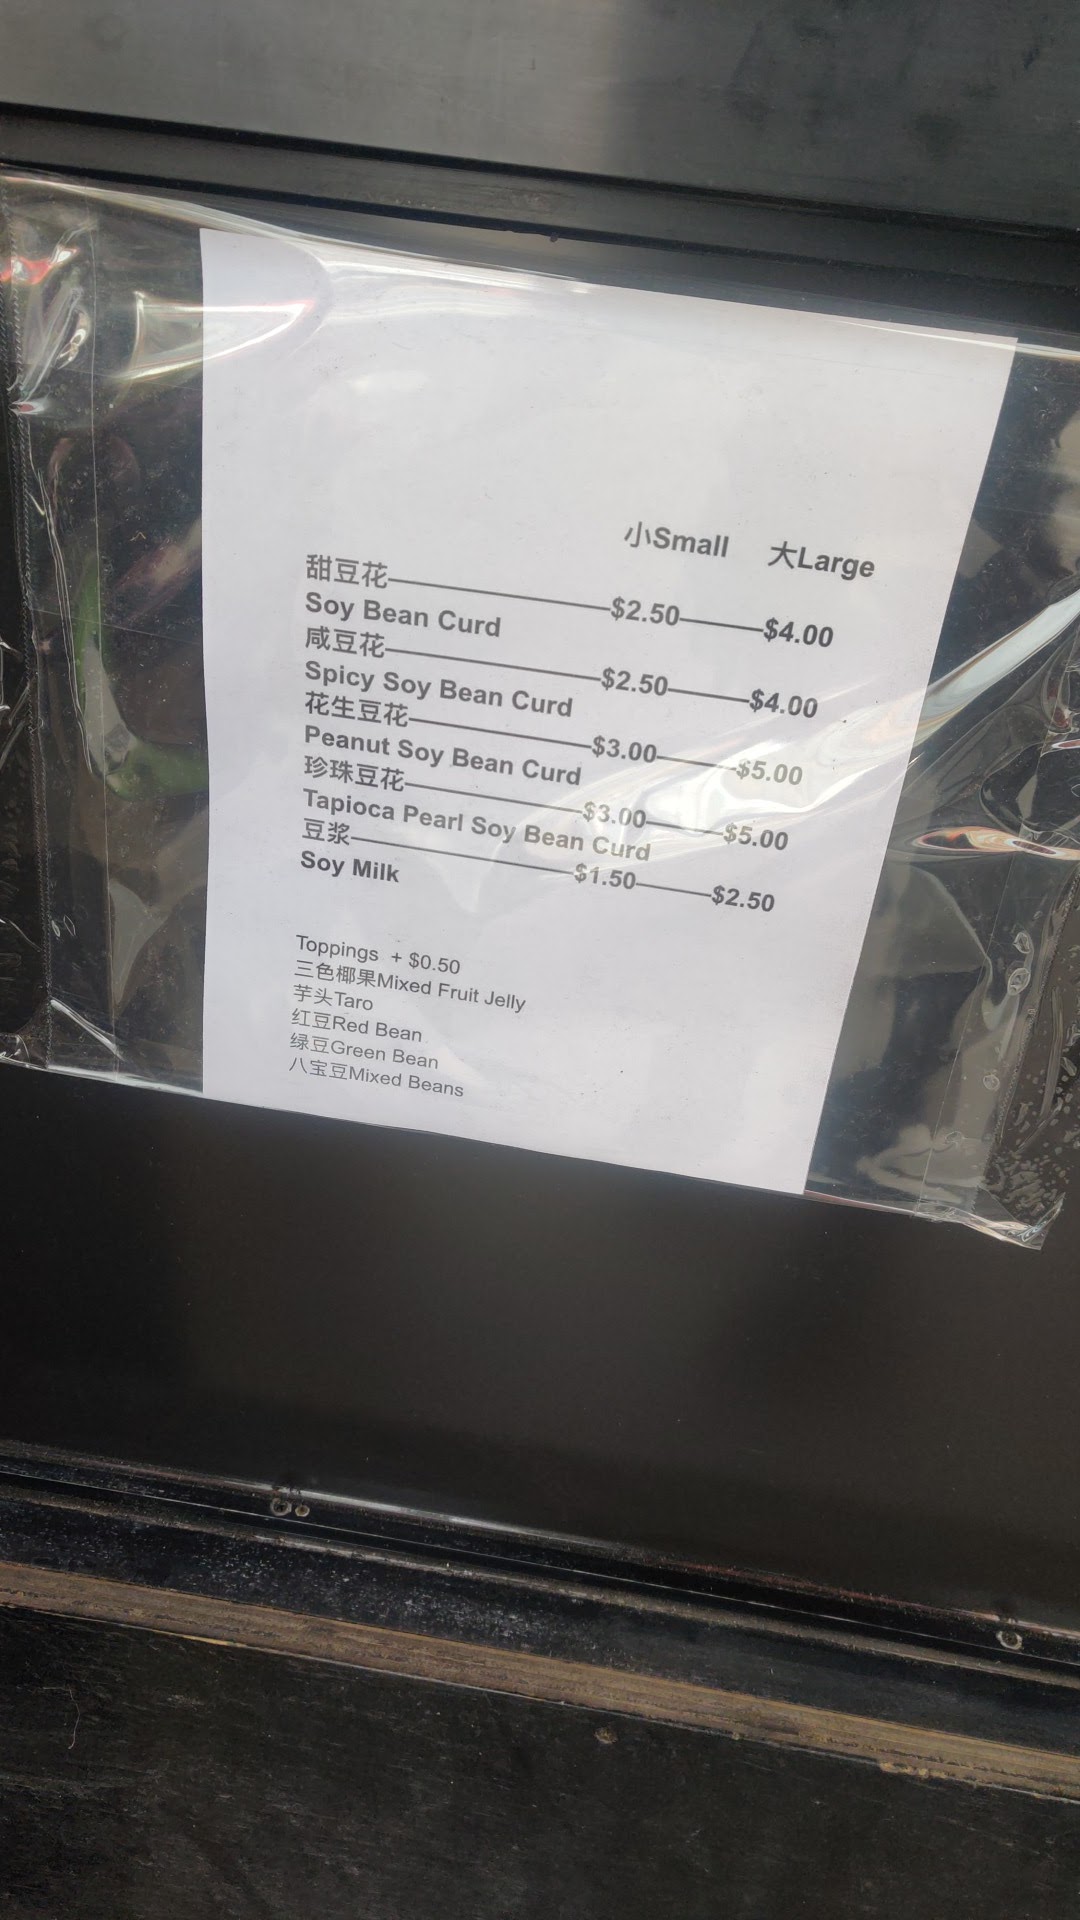 小Small 大Large
甜豆花————$2.50———$4.00
Soy Bean Curd
咸豆花————$2.50———$4.00
Spicy Soy Bean Curd
花生豆花————$3.00———$5.00
Peanut Soy Bean Curd
珍珠豆花————$3.00———$5.00
Tapioca Pearl Soy Bean Curd
豆浆————$1.50———$2.50
Soy Milk
Toppings + $0.50
三色椰果Mixed Fruit Jelly
芋头Taro
红豆Red Bean
绿豆Green Bean
八宝豆Mixed Beans